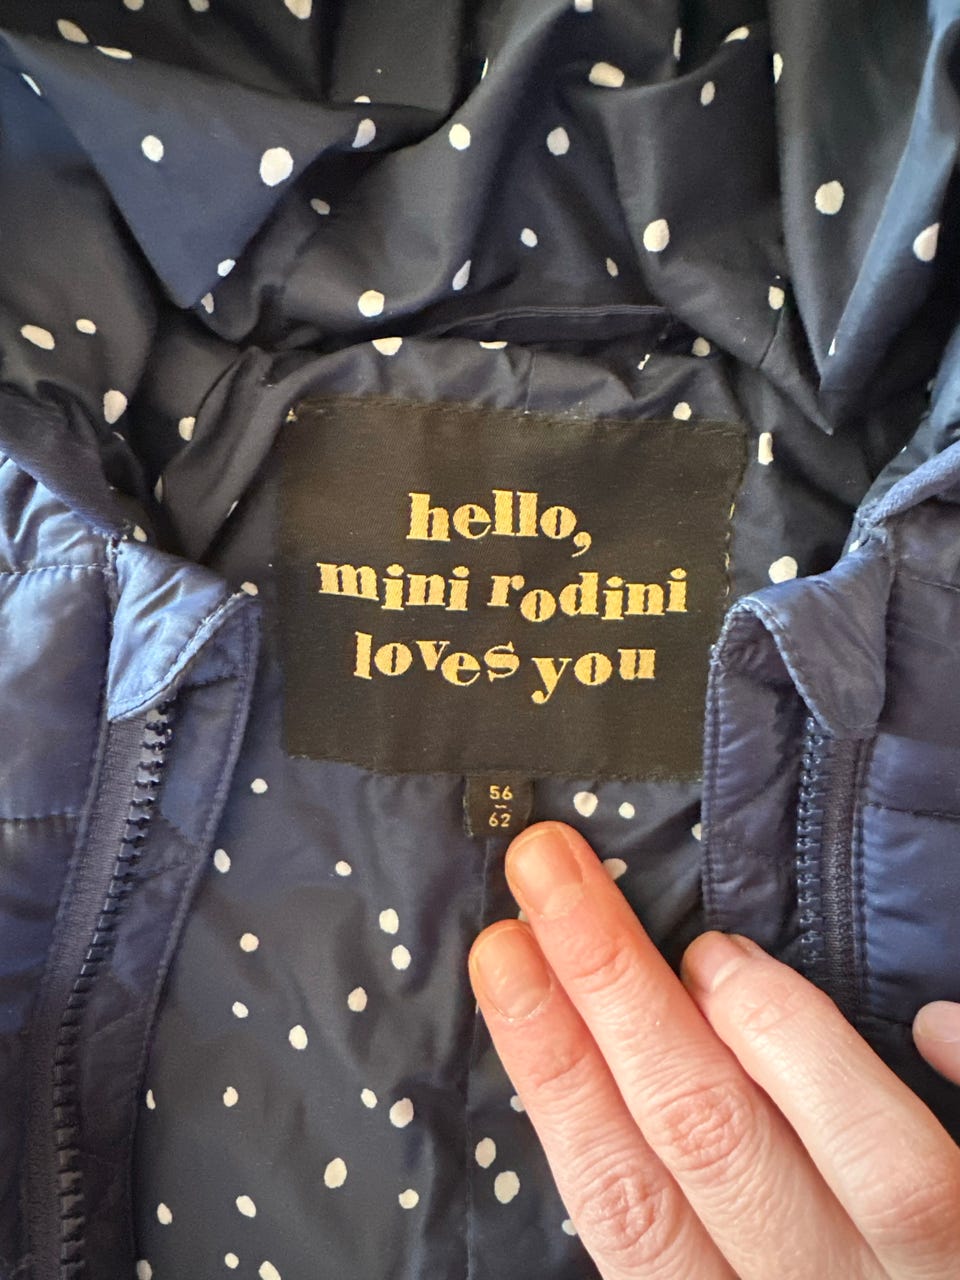 hello,
mini rodini
loves you
56
–
62